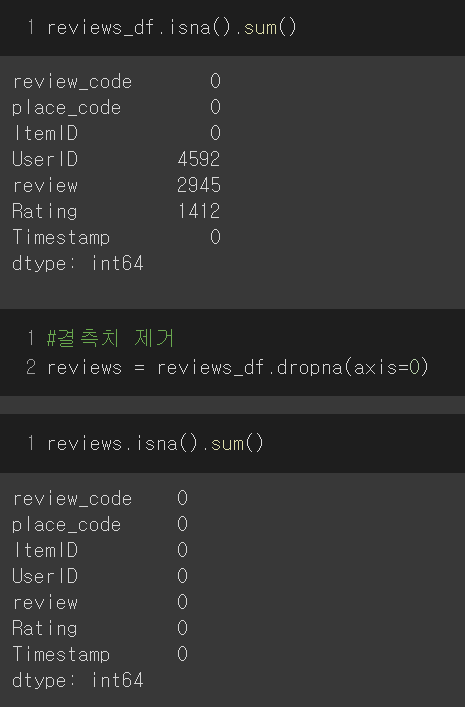 1 reviews_df.isna().sum()
review_code 0
place_code 0
ItemID 0
UserID 4592
review 2945
Rating 1412
Timestamp 0
dtype: int64
1 #결측치 제거
2 reviews = reviews_df.dropna(axis=0)
1 reviews.isna().sum()
review_code 0
place_code 0
ItemID 0
UserID 0
review 0
Rating 0
Timestamp 0
dtype: int64